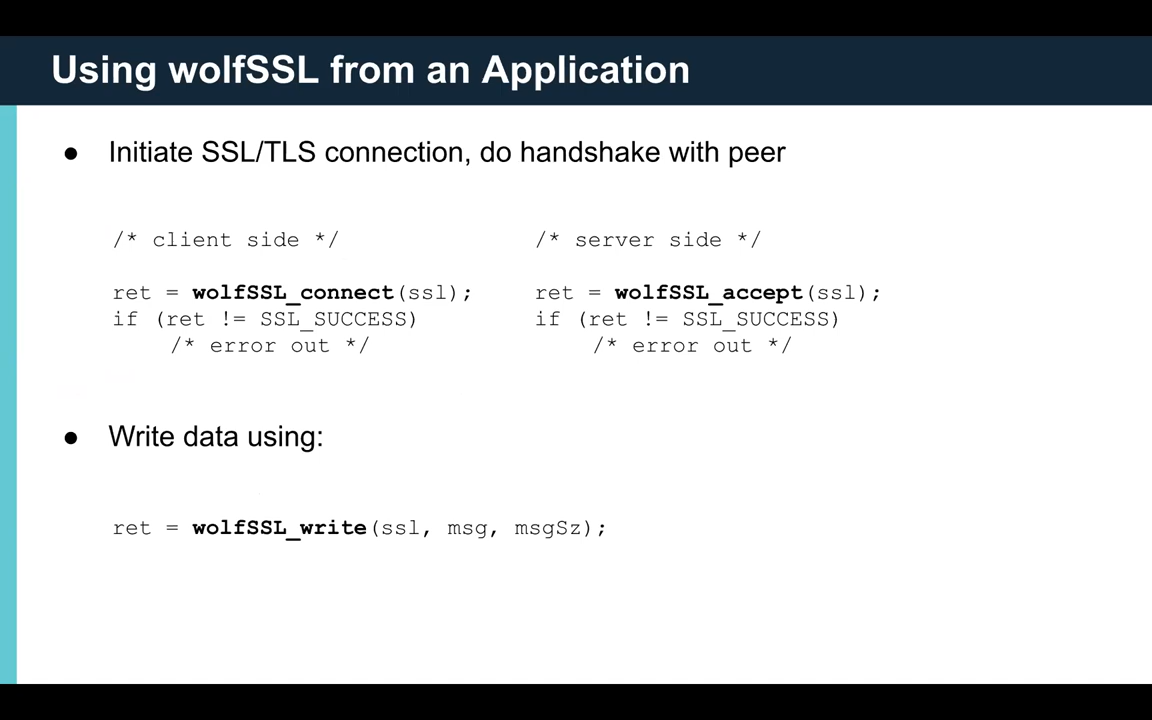 Using wolfSSL from an Application
● Initiate SSL/TLS connection, do handshake with peer
/* client side */
ret = wolfSSL_connect(ssl);
if (ret != SSL_SUCCESS)
/* error out */
/* server side */
ret = wolfSSL_accept(ssl);
if (ret != SSL_SUCCESS)
/* error out */
● Write data using:
ret = wolfSSL_write(ssl, msg, msgSz);